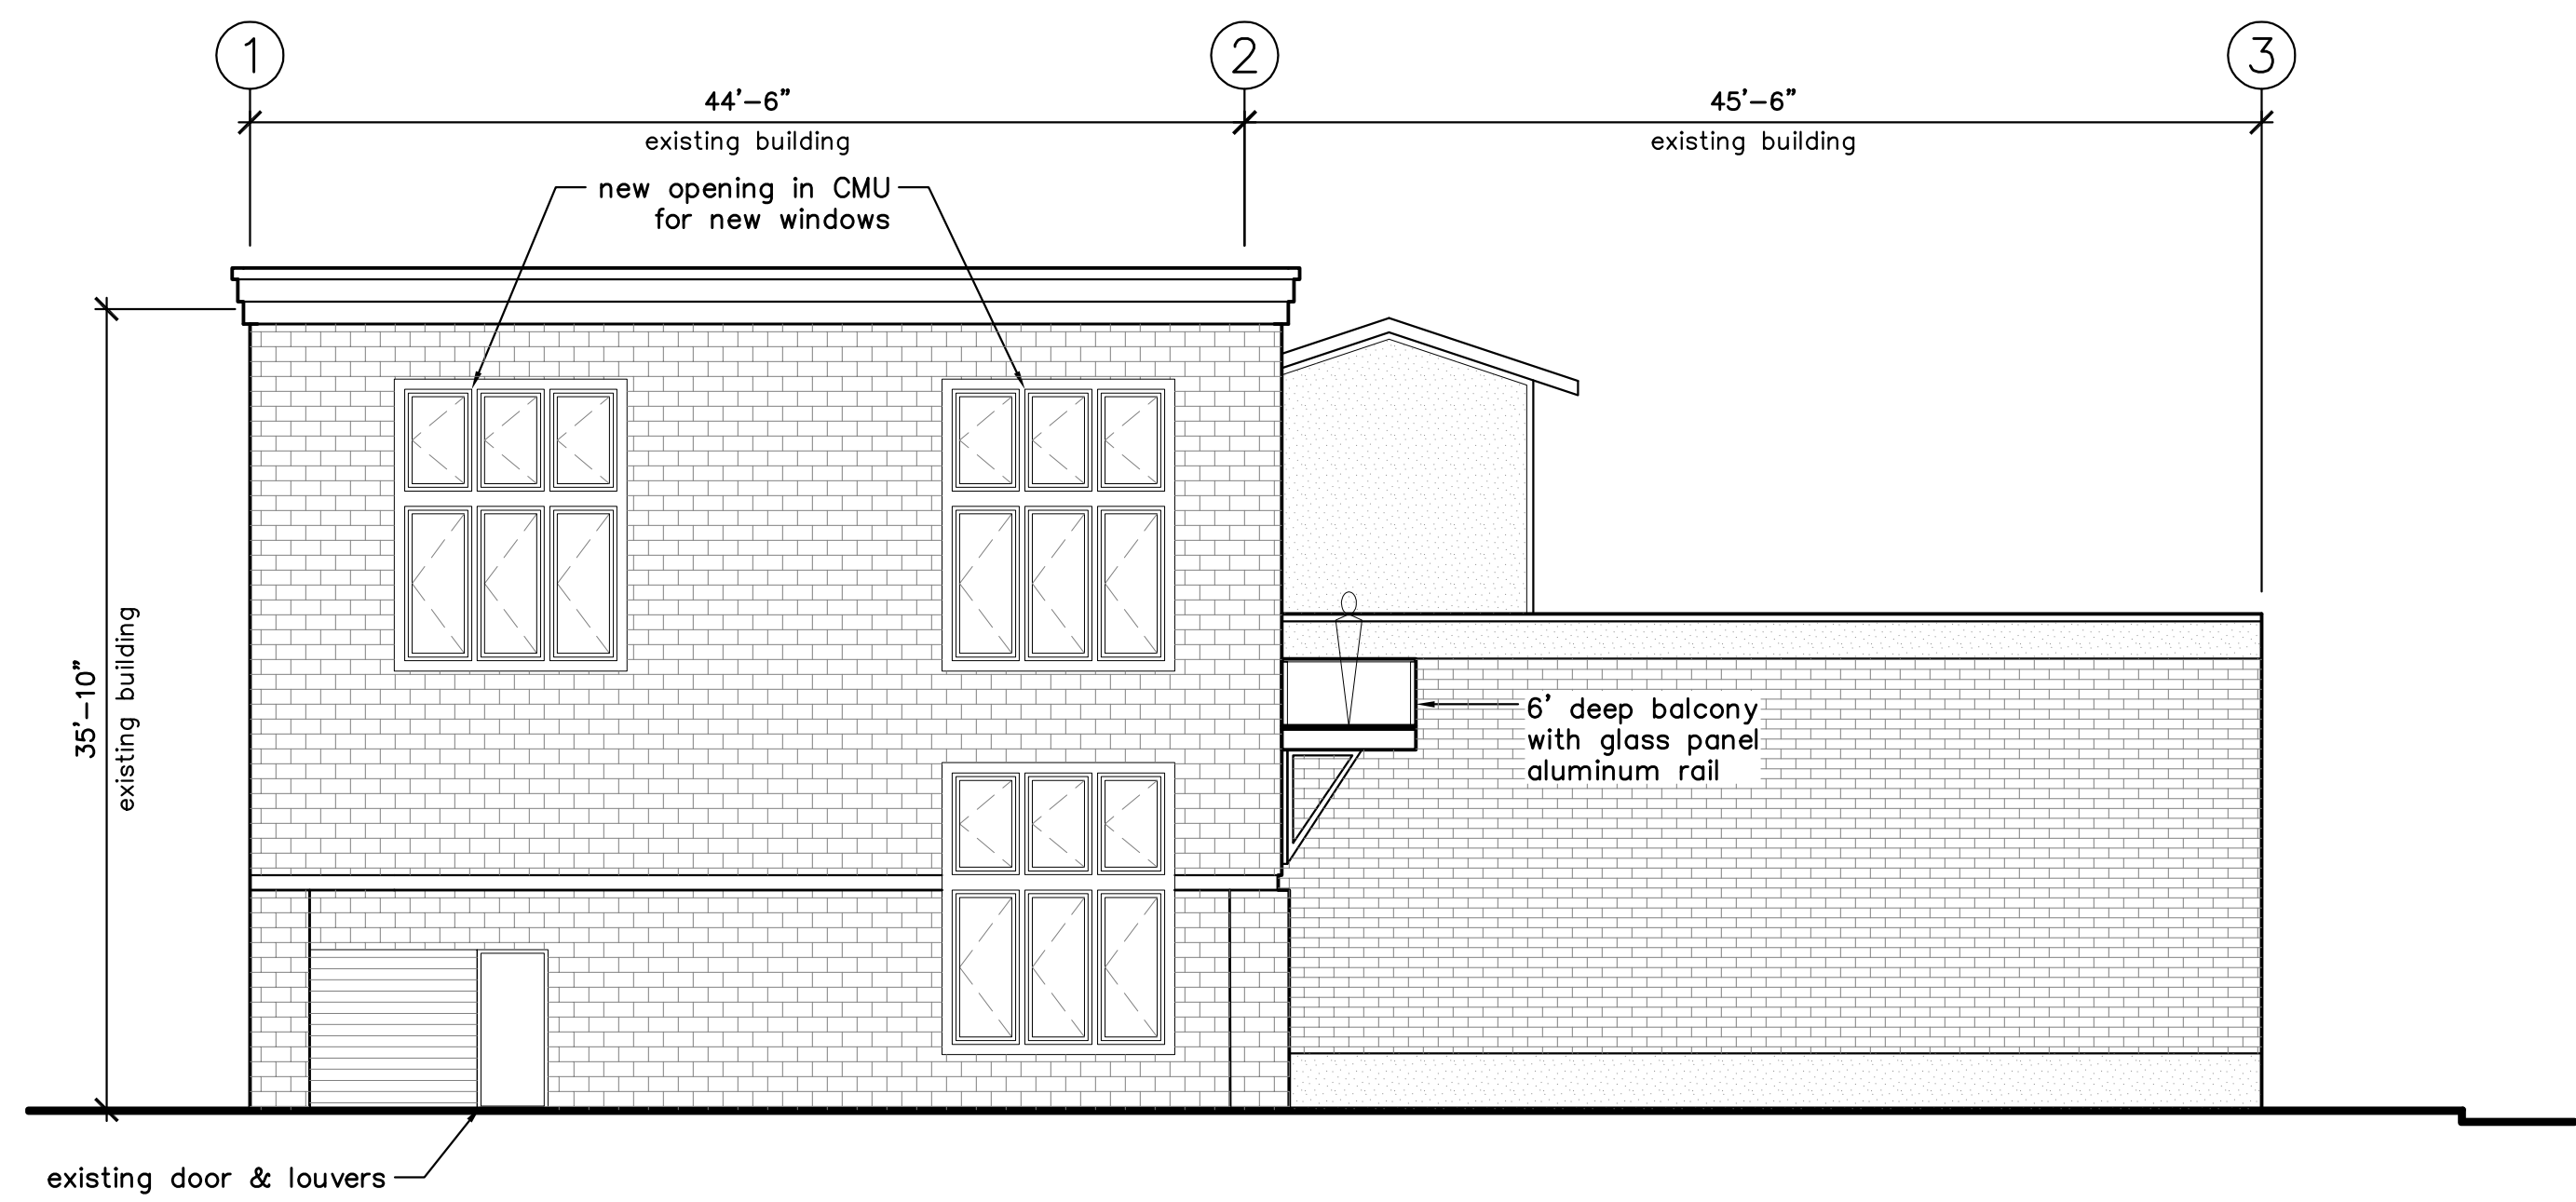 1
2
3
44'-6"
existing building
45'-6"
existing building
new opening in CMU
for new windows
35'-10"
existing building
6' deep balcony
with glass panel
aluminum rail
existing door & louvers